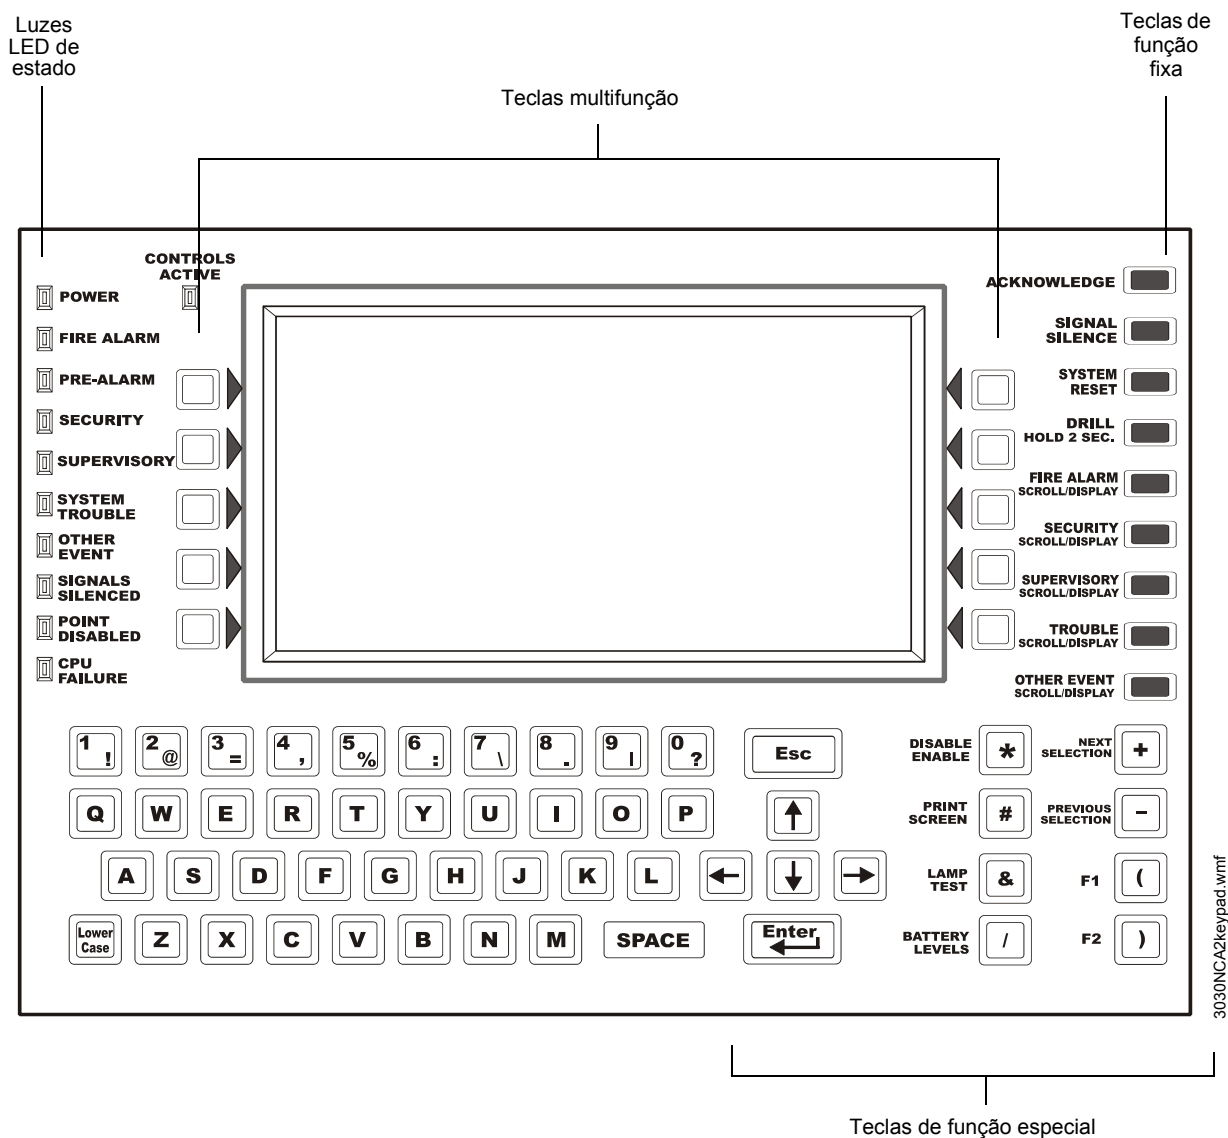 Luzes
LED de
estado
Teclas de
função
fixa
Teclas multifunção
CONTROLS
ACTIVE
POWER
FIRE ALARM
PRE-ALARM
SECURITY
SUPERVISORY
SYSTEM
TROUBLE
OTHER
EVENT
SIGNALS
SILENCED
POINT
DISABLED
CPU
FAILURE
ACKNOWLEDGE
SIGNAL
SILENCE
SYSTEM
RESET
DRILL
HOLD 2 SEC.
FIRE ALARM
SCROLL/DISPLAY
SECURITY
SCROLL/DISPLAY
SUPERVISORY
SCROLL/DISPLAY
TROUBLE
SCROLL/DISPLAY
OTHER EVENT
SCROLL/DISPLAY
1 ! 2 @ 3 = 4 , 5 % 6 : 7 \ 8 . 9 | 0 ? Esc
Q W E R T Y U I O P
A S D F G H J K L
Lower
Case
Z X C V B N M SPACE Enter
DISABLE
ENABLE
*
NEXT
SELECTION
+
PRINT
SCREEN
#
PREVIOUS
SELECTION
-
LAMP
TEST
&
F1 (
BATTERY
LEVELS
/
F2 )
3030NCA2keypad.wmf
Teclas de função especial